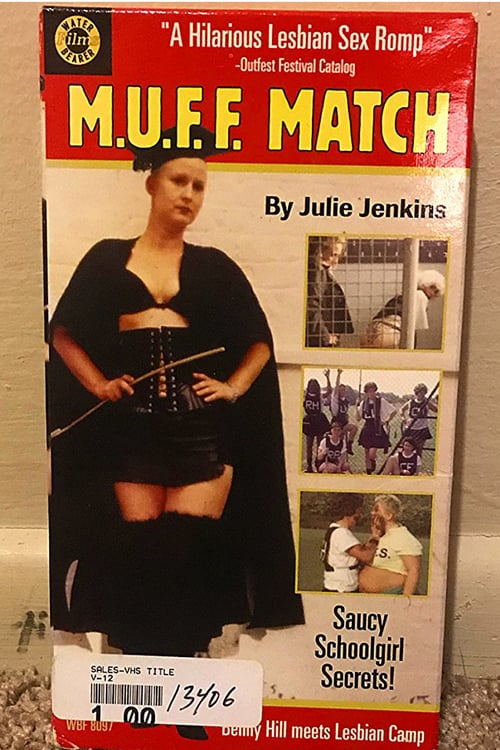 WATER
film
BEARER
"A Hilarious Lesbian Sex Romp"
-Outfest Festival Catalog
M.U.F.F. MATCH
By Julie Jenkins
Saucy
Schoolgirl
Secrets!
SALES-VHS TITLE
V-12
13406
1 00
WBF 8097
Benny Hill meets Lesbian Camp